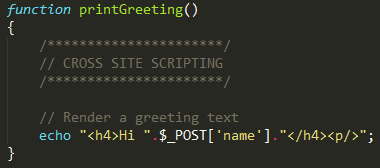 function printGreeting()
{
/**********************/
// CROSS SITE SCRIPTING
/**********************/
// Render a greeting text
echo "<h4>Hi ".$_POST['name']."</h4><p/>";
}